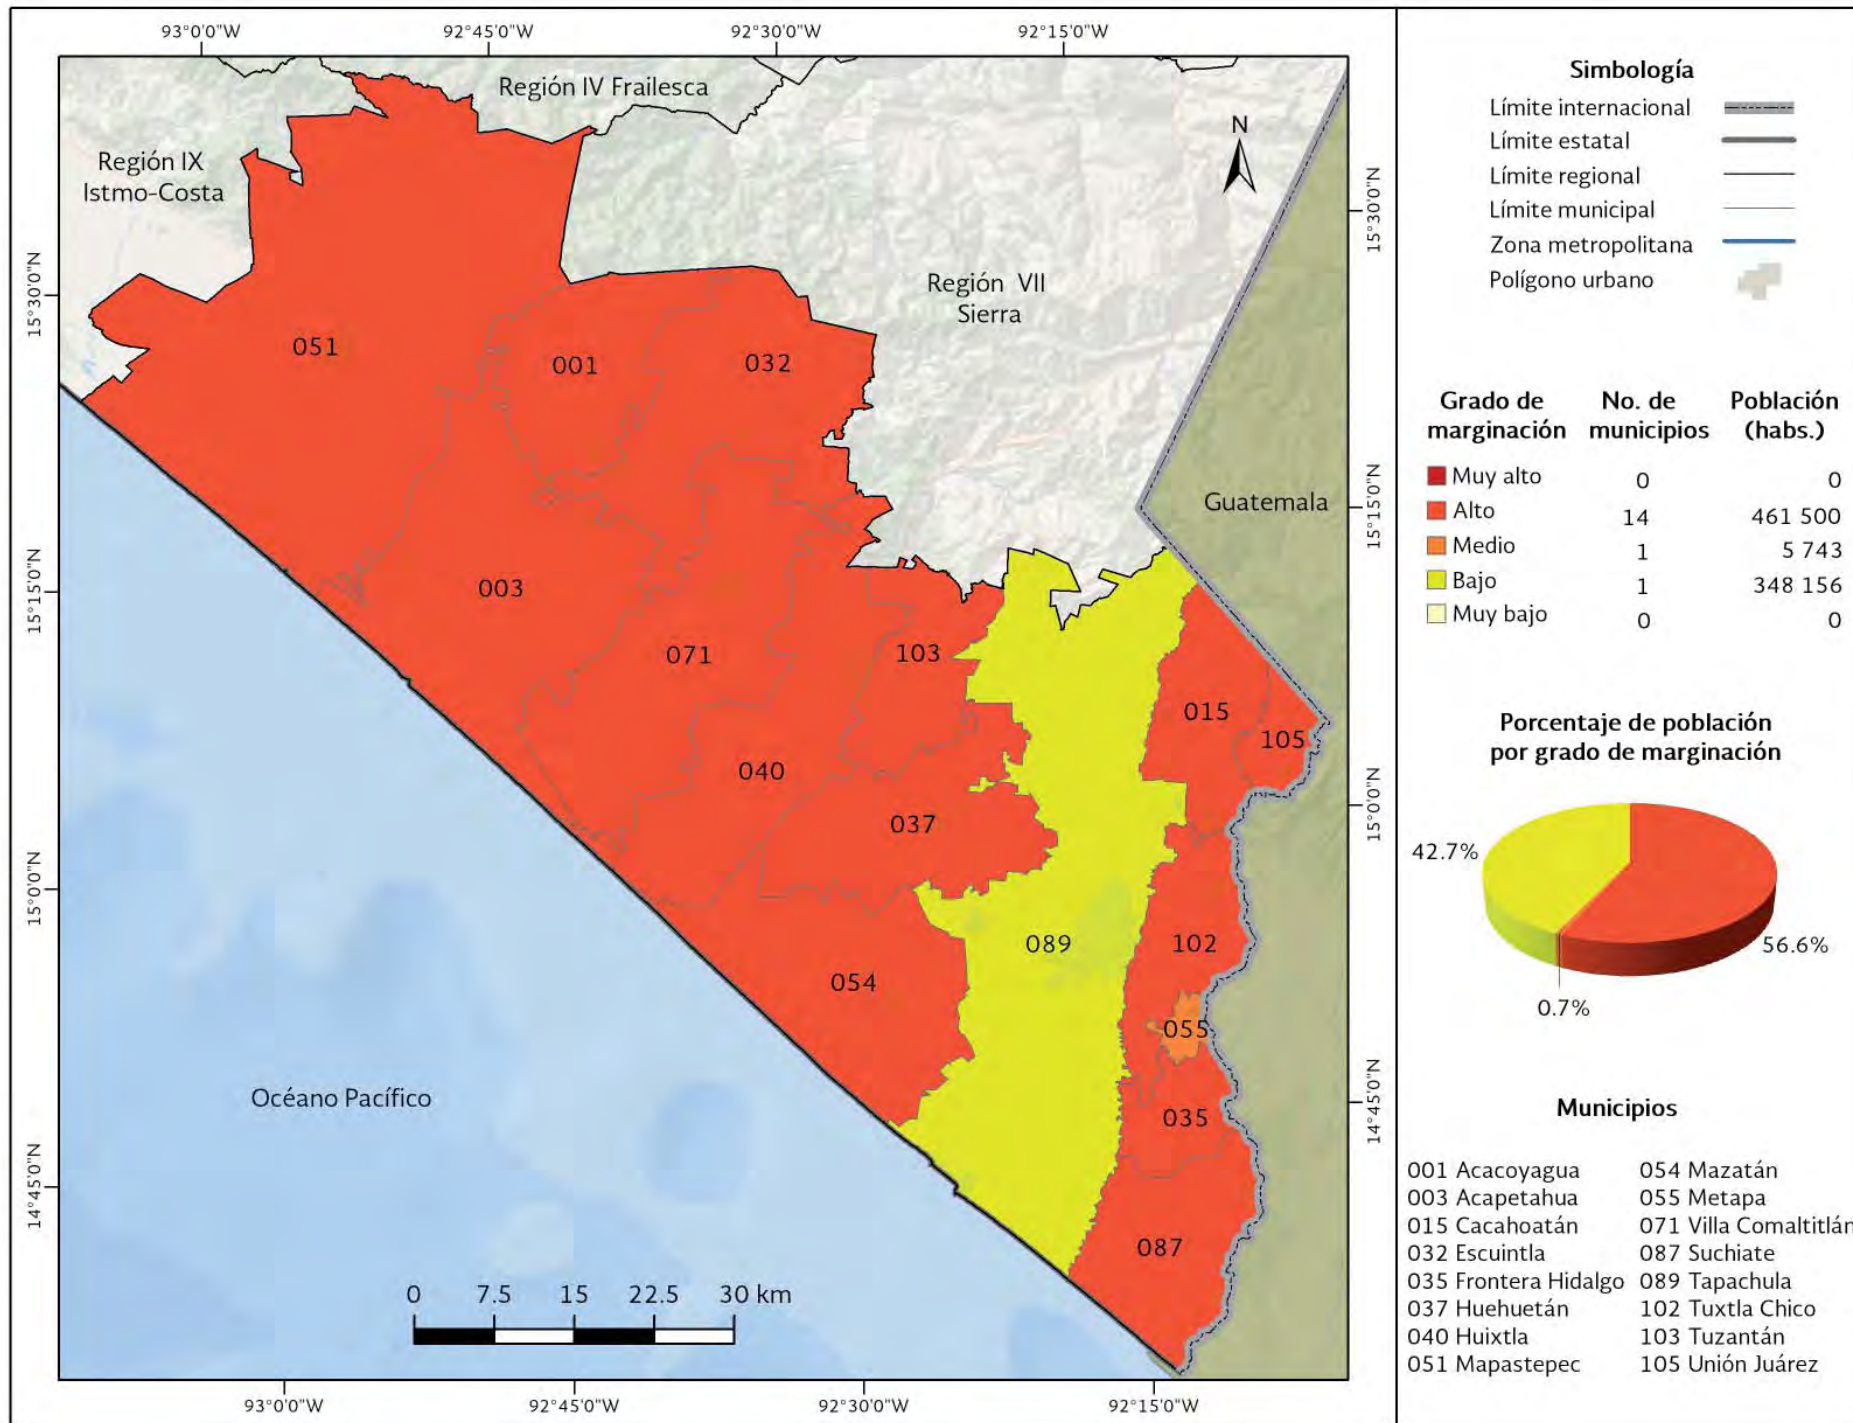 93°0'0"W 92°45'0"W 92°30'0"W 92°15'0"W
Región IV Frailesca
Región IX
Istmo-Costa
N
Región VII
Sierra
15°30'0"N
15°30'0"N
051
001
032
Guatemala
15°15'0"N
15°15'0"N
003
071
103
015
105
040
037
15°0'0"N
15°0'0"N
089
102
054
055
Océano Pacífico
035
14°45'0"N
14°45'0"N
087
0 7.5 15 22.5 30 km
93°0'0"W 92°45'0"W 92°30'0"W 92°15'0"W
Simbología
Límite internacional
Límite estatal
Límite regional
Límite municipal
Zona metropolitana
Polígono urbano
Grado de marginación No. de municipios Población (habs.)
Muy alto 0 0
Alto 14 461 500
Medio 1 5 743
Bajo 1 348 156
Muy bajo 0 0
Porcentaje de población
por grado de marginación
42.7%
56.6%
0.7%
Municipios
001 Acacoyagua 054 Mazatán
003 Acapetahua 055 Metapa
015 Cacahoatán 071 Villa Comaltitlán
032 Escuintla 087 Suchiate
035 Frontera Hidalgo 089 Tapachula
037 Huehuetán 102 Tuxtla Chico
040 Huixtla 103 Tuzantán
051 Mapastepec 105 Unión Juárez